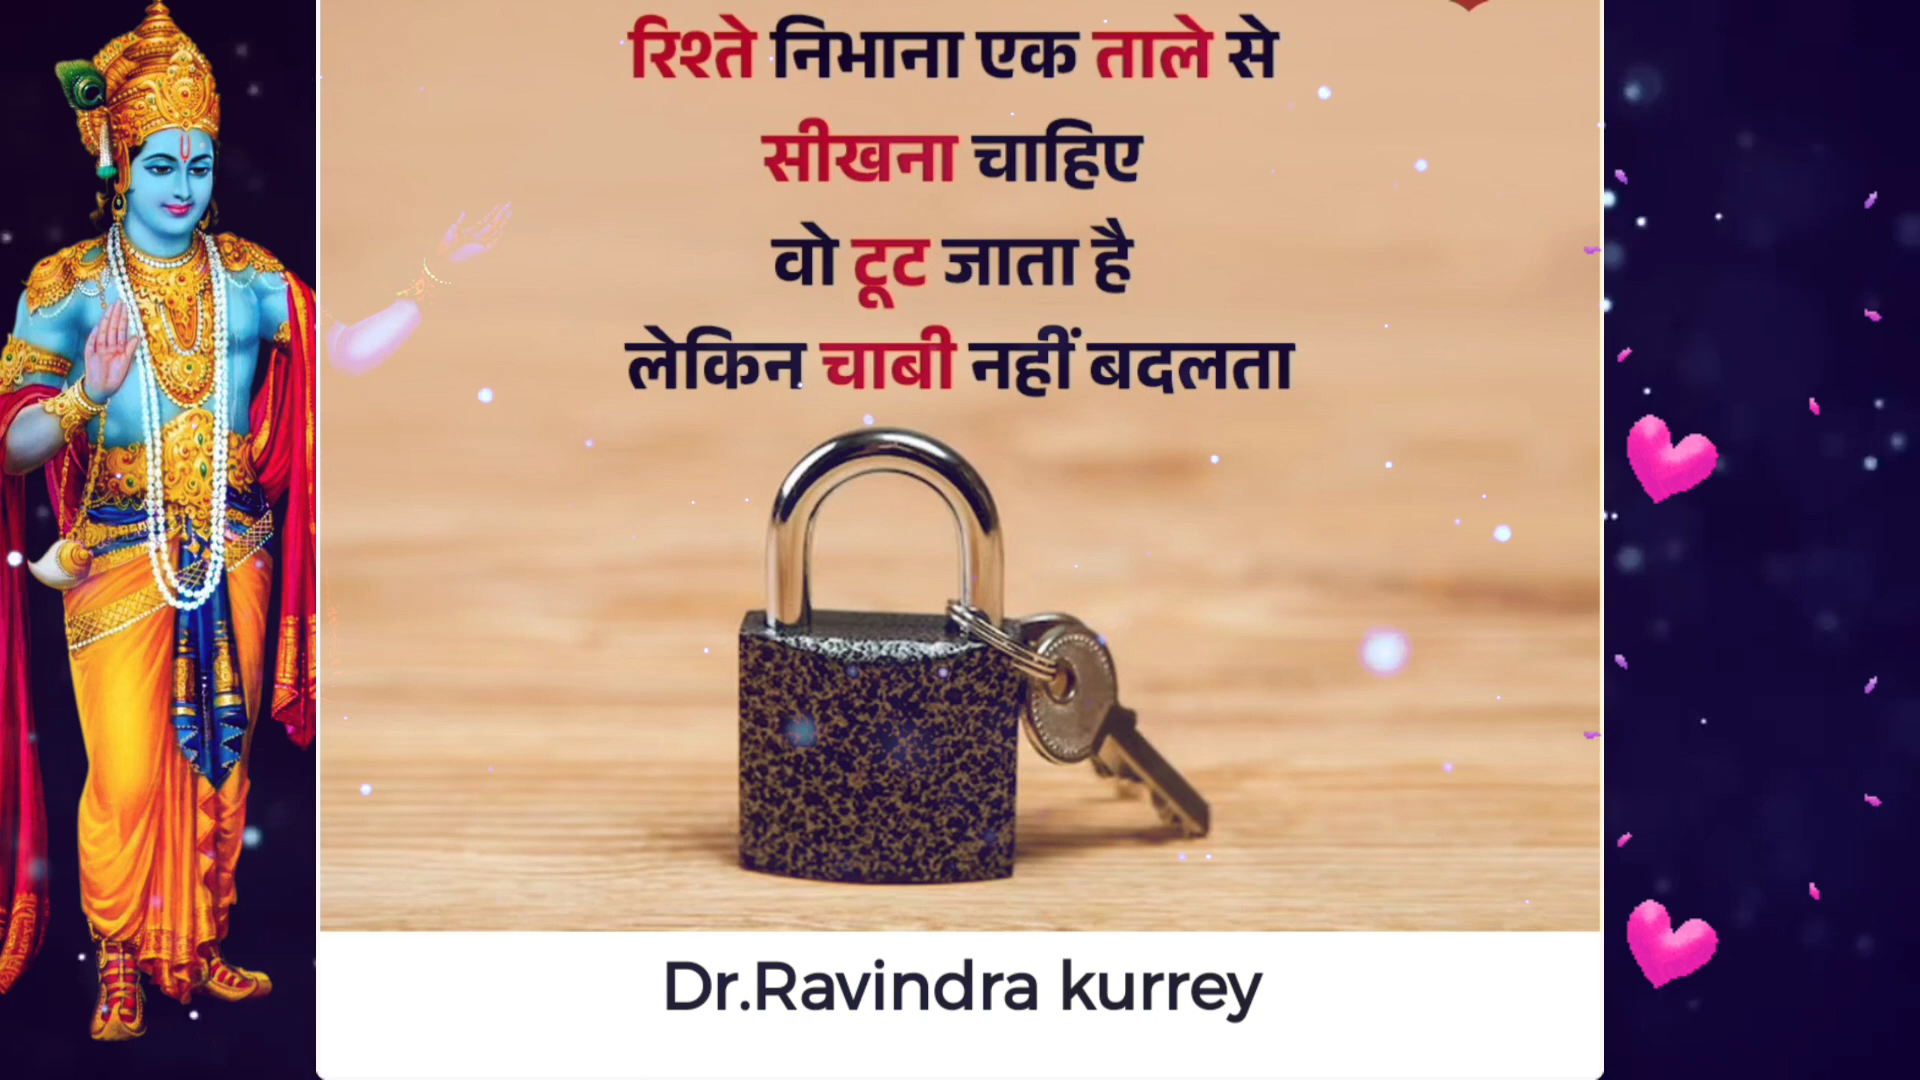 रिश्ते निभाना एक ताले से
सीखना चाहिए
वो टूट जाता है
लेकिन चाबी नहीं बदलता
Dr.Ravindra kurrey